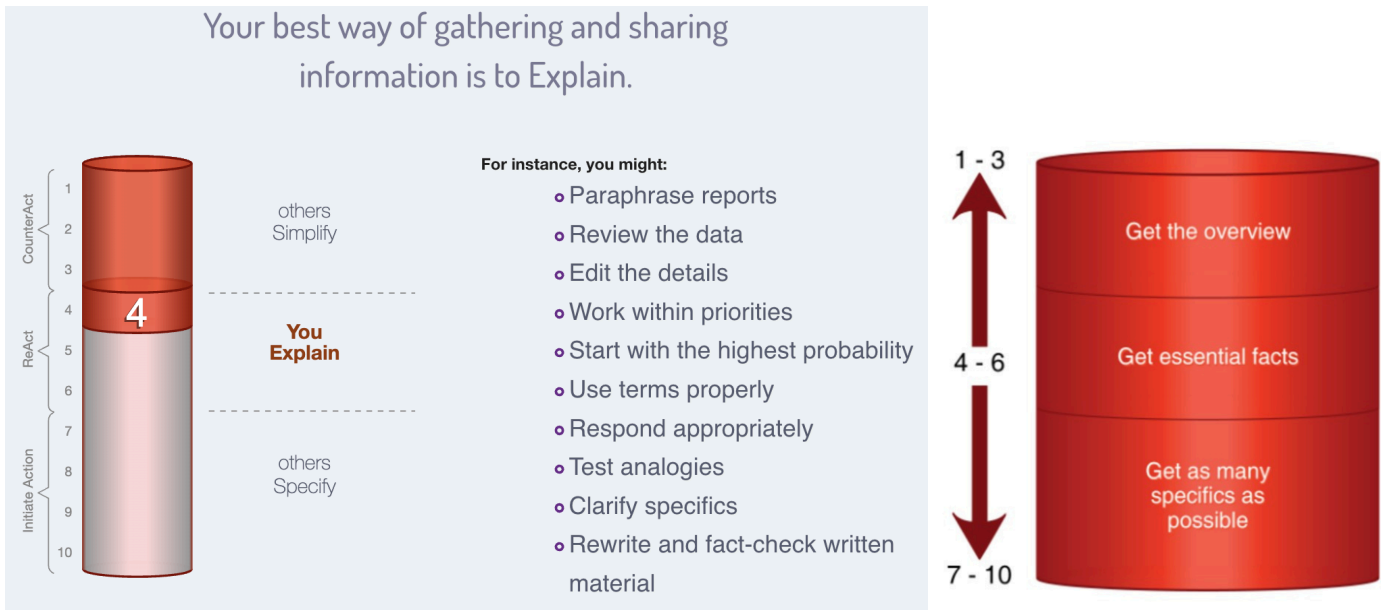 Your best way of gathering and sharing
information is to Explain.
CounterAct
1
2
3
ReAct
4
5
6
Initiate Action
7
8
9
10
4
others
Simplify
You
Explain
others
Specify
For instance, you might:
Paraphrase reports
Review the data
Edit the details
Work within priorities
Start with the highest probability
Use terms properly
Respond appropriately
Test analogies
Clarify specifics
Rewrite and fact-check written
material
1 - 3
4 - 6
7 - 10
Get the overview
Get essential facts
Get as many
specifics as
possible